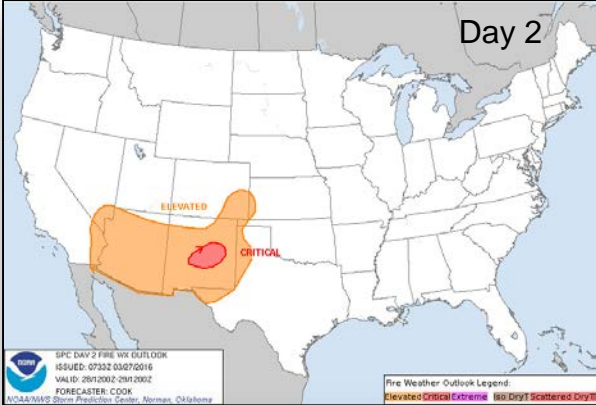 Day 2
ELEVATED
CRITICAL
noaa
SPC DAY 2 FIRE WX OUTLOOK
ISSUED: 0733Z 03/27/2016
VALID: 28/1200Z-29/1200Z
FORECASTER: COOK
NOAA/NWS Storm Prediction Center, Norman, Oklahoma
Fire Weather Outlook Legend:
Elevated Critical Extreme Iso DryT Scattered DryT